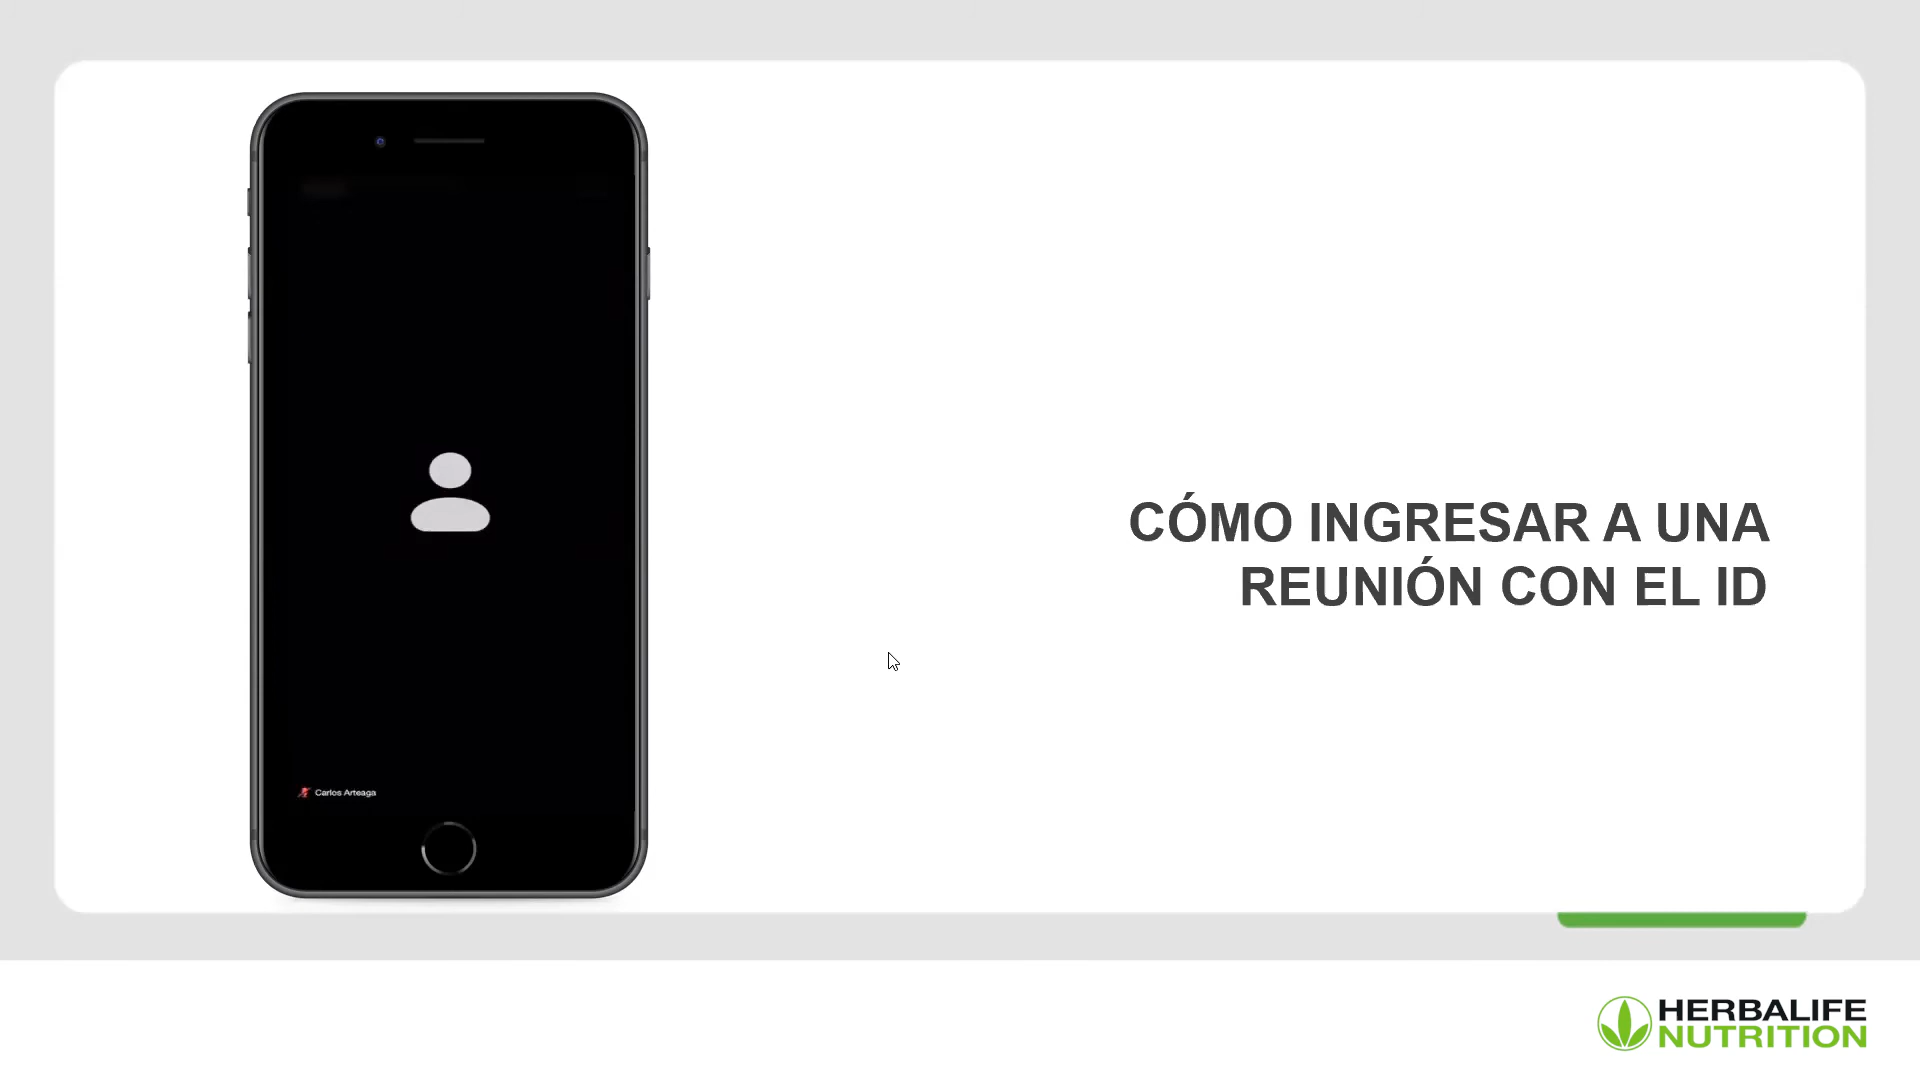 Carlos Arteaga
CÓMO INGRESAR A UNA
REUNIÓN CON EL ID
HERBALIFE
NUTRITION